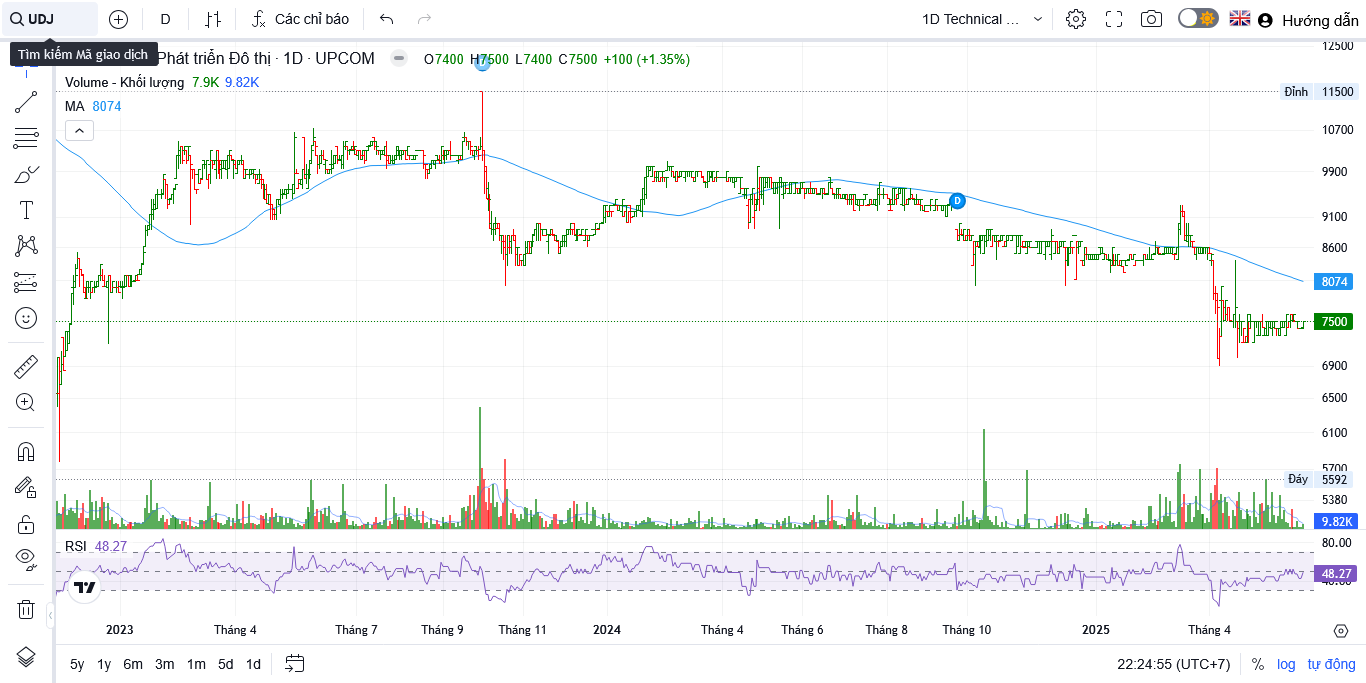 UDJ
D
Các chỉ báo
1D Technical ...
Hướng dẫn
Tìm kiếm Mã giao dịch
Phát triển Đô thị · 1D · UPCOM
O7400 H7500 L7400 C7500 +100 (+1.35%)
Volume - Khối lượng 7.9K 9.82K
MA 8074
12500
Đỉnh 11500
10700
9900
9100
8600
8074
7500
6900
6500
6100
5700
Đáy 5592
5380
9.82K
D
RSI 48.27
80.00
48.27
40.00
2023
Tháng 4
Tháng 7
Tháng 9
Tháng 11
2024
Tháng 4
Tháng 6
Tháng 8
Tháng 10
2025
Tháng 4
5y 1y 6m 3m 1m 5d 1d
22:24:55 (UTC+7)
% log tự động